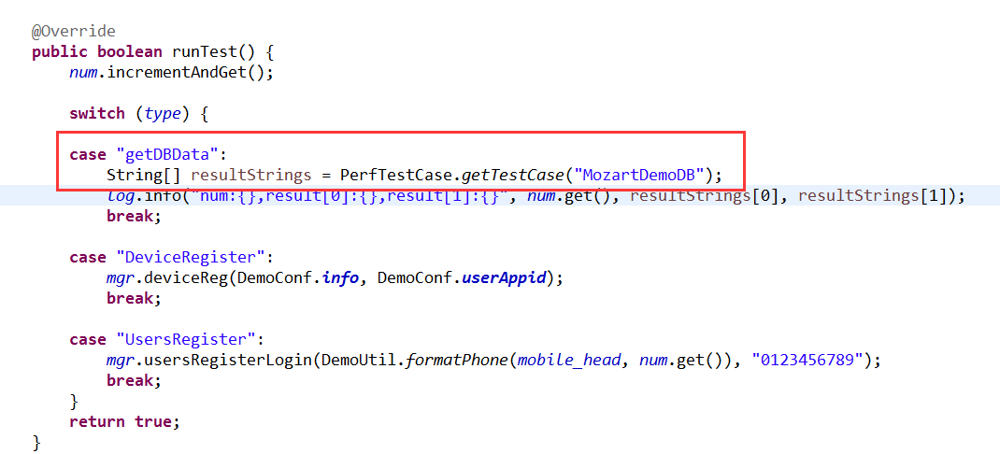 @Override
public boolean runTest() {
num.incrementAndGet();
switch (type) {
case "getDBData":
String[] resultStrings = PerfTestCase.getTestCase("MozartDemoDB");
log.info("num:{},result[0]:{},result[1]:{}", num.get(), resultStrings[0], resultStrings[1]);
break;
case "DeviceRegister":
mgr.deviceReg(DemoConf.info, DemoConf.userAppid);
break;
case "UsersRegister":
mgr.usersRegisterLogin(DemoUtil.formatPhone(mobile_head, num.get()), "0123456789");
break;
}
return true;
}